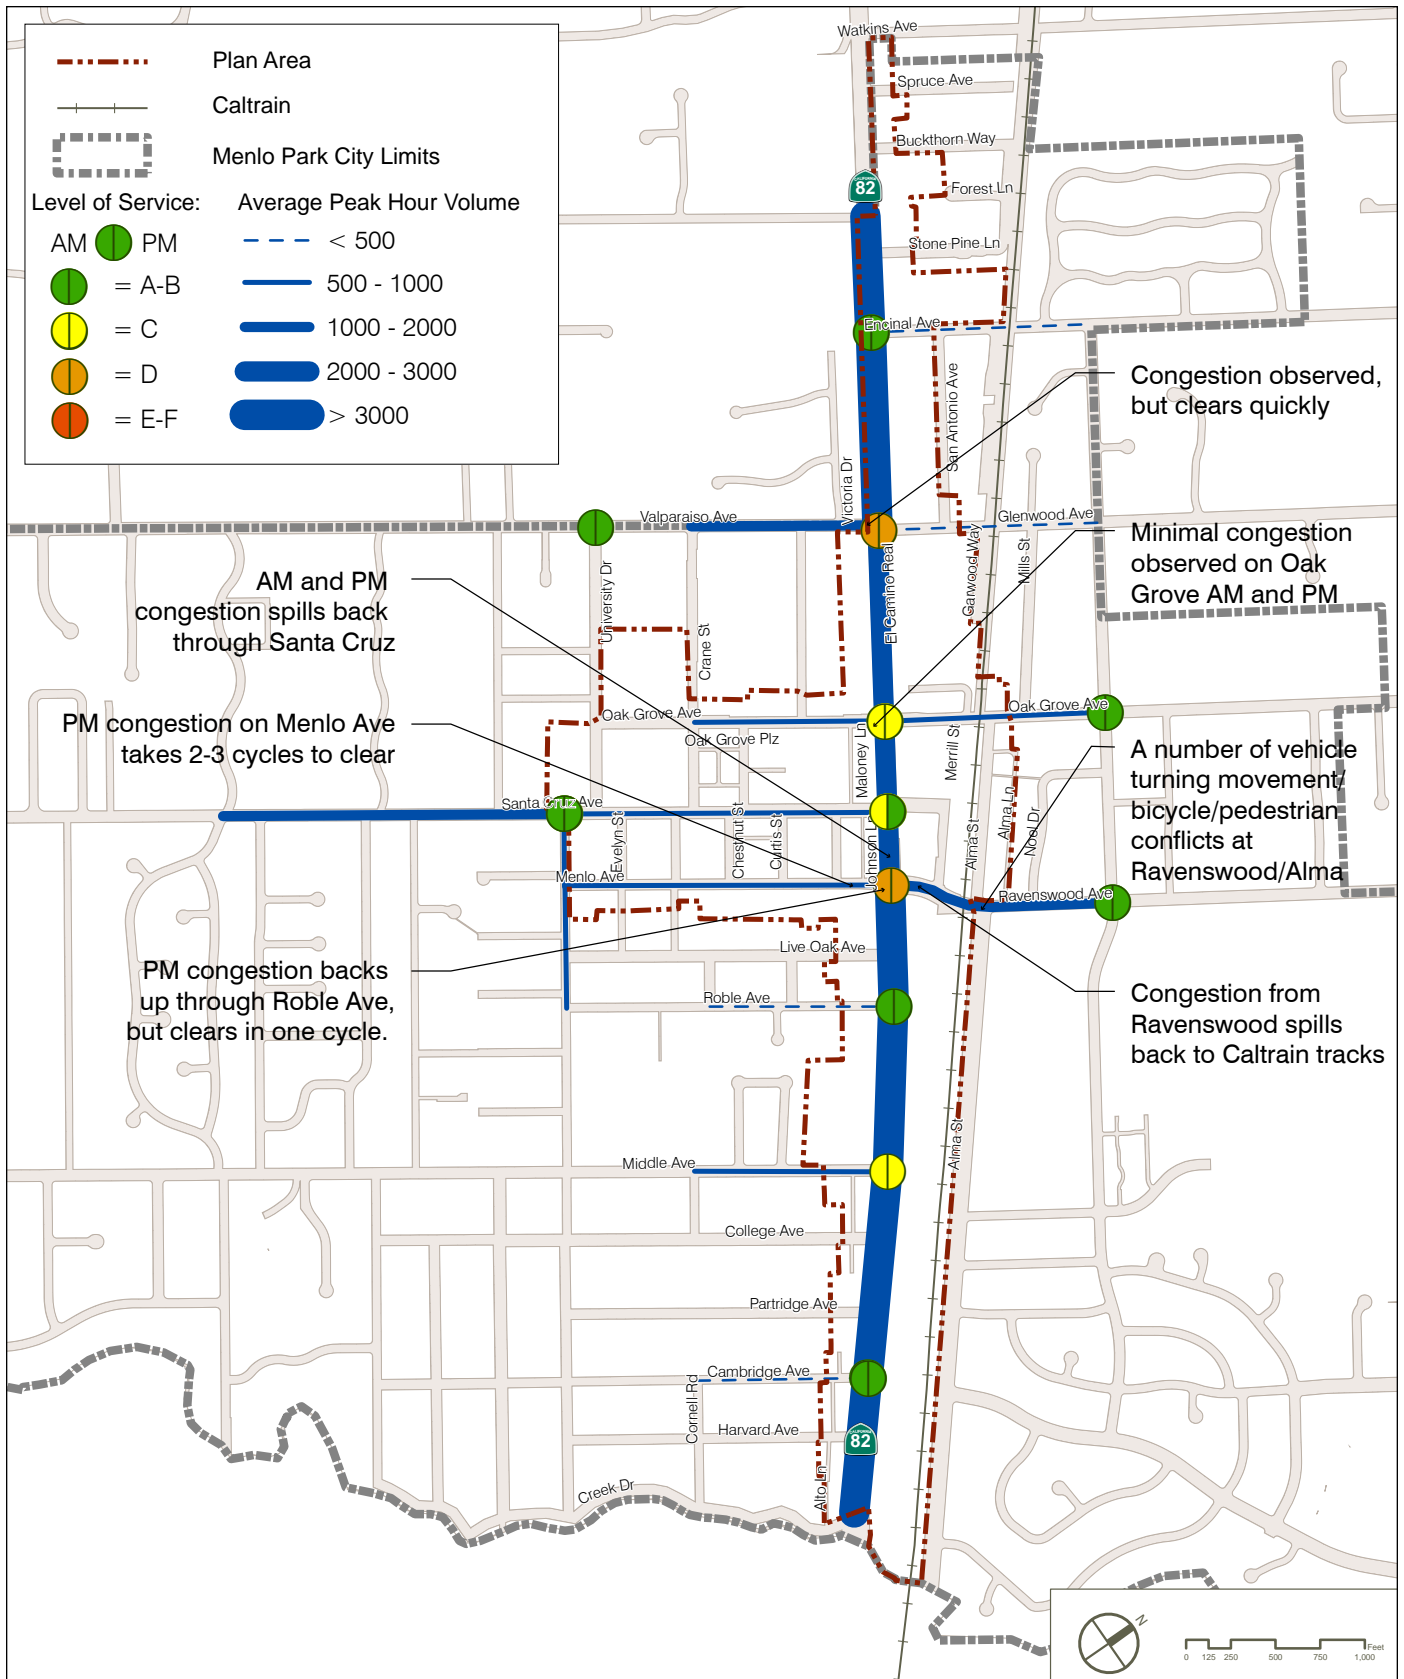 Plan Area
Caltrain
Menlo Park City Limits
Level of Service:
Average Peak Hour Volume
AM PM
< 500
= A-B
500 - 1000
= C
1000 - 2000
= D
2000 - 3000
= E-F
> 3000
Watkins Ave
Spruce Ave
Buckthorn Way
CALIFORNIA
82
Forest Ln
Stone Pine Ln
Encinal Ave
San Antonio Ave
Congestion observed,
but clears quickly
Victoria Dr
Valparaiso Ave
Glenwood Ave
El Camino Real
Garwood Way
Mills St
Minimal congestion
observed on Oak
Grove AM and PM
AM and PM
congestion spills back
through Santa Cruz
University Dr
Crane St
Oak Grove Ave
Oak Grove Ave
Oak Grove Plz
Maloney Ln
Merrill St
PM congestion on Menlo Ave
takes 2-3 cycles to clear
A number of vehicle
turning movement/
bicycle/pedestrian
conflicts at
Ravenswood/Alma
Santa Cruz Ave
Evelyn St
Chestnut St
Curtis St
Johnson Ln
Alma St
Alma Ln
Noel Dr
Menlo Ave
Ravenswood Ave
Live Oak Ave
PM congestion backs
up through Roble Ave,
but clears in one cycle.
Roble Ave
Congestion from
Ravenswood spills
back to Caltrain tracks
Alma St
Middle Ave
College Ave
Partridge Ave
Cambridge Ave
Cornell Rd
Harvard Ave
CALIFORNIA
82
Alto Ln
Creek Dr
N
Feet
0 125 250 500 750 1,000